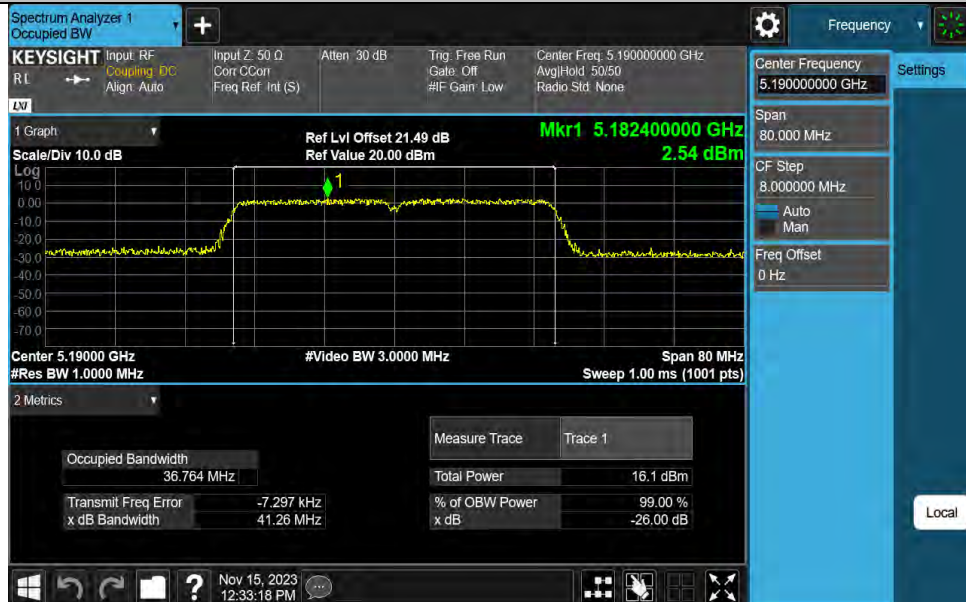 Spectrum Analyzer 1
Occupied BW
+
Frequency
KEYSIGHT
Input: RF
Coupling: DC
Align: Auto
RL
LXI
Input Z: 50 Ω
Corr CCorr
Freq Ref: Int (S)
Atten: 30 dB
Trig: Free Run
Gate: Off
#IF Gain: Low
Center Freq: 5.190000000 GHz
Avg|Hold: 50/50
Radio Std: None
Center Frequency
5.190000000 GHz
Settings
Span
80.000 MHz
CF Step
8.000000 MHz
Auto
Man
Freq Offset
0 Hz
Local
1 Graph
Scale/Div 10.0 dB
Ref Lvl Offset 21.49 dB
Ref Value 20.00 dBm
Mkr1 5.182400000 GHz
2.54 dBm
Log
10.0
0.00
-10.0
-20.0
-30.0
-40.0
-50.0
-60.0
-70.0
1
Center 5.19000 GHz
#Res BW 1.0000 MHz
#Video BW 3.0000 MHz
Span 80 MHz
Sweep 1.00 ms (1001 pts)
2 Metrics
Measure Trace
Trace 1
Occupied Bandwidth
36.764 MHz
Total Power
16.1 dBm
Transmit Freq Error
-7.297 kHz
% of OBW Power
99.00 %
x dB Bandwidth
41.26 MHz
x dB
-26.00 dB
?
Nov 15, 2023
12:33:18 PM